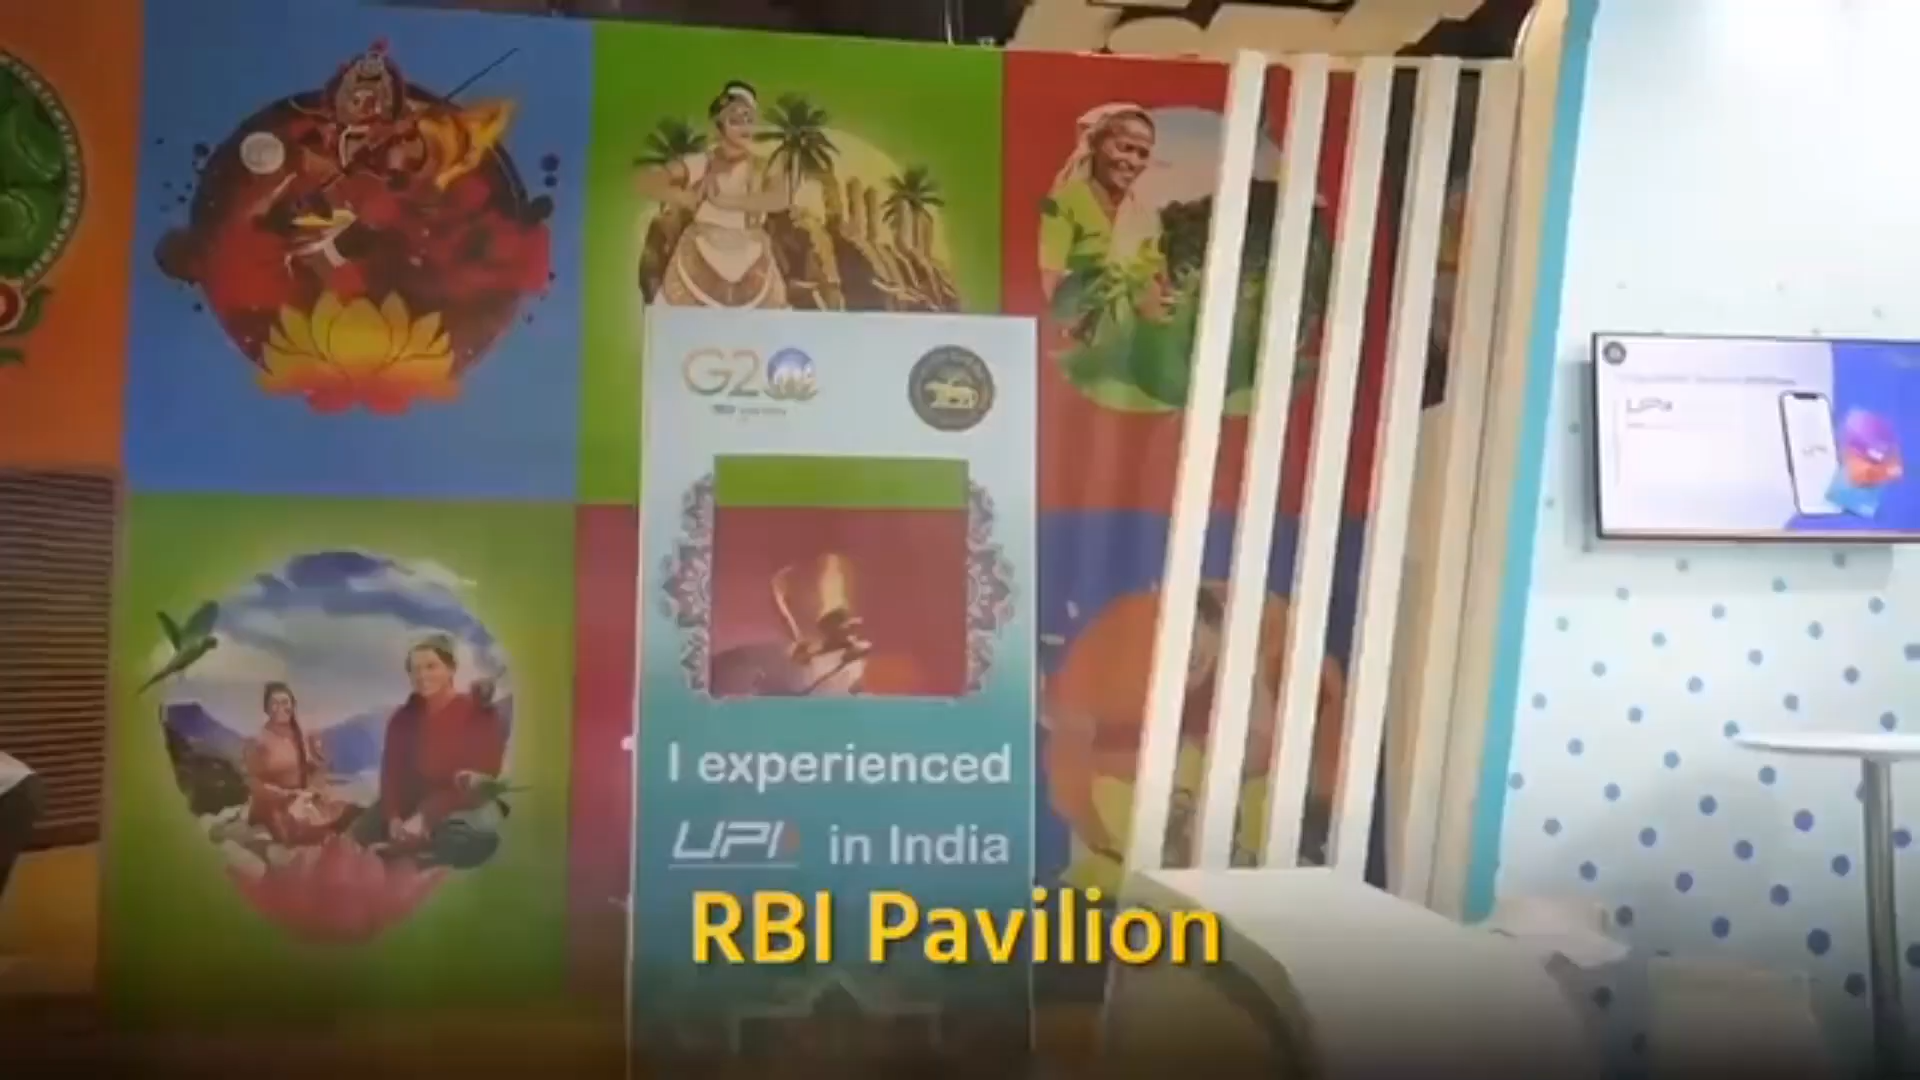 G20
I experienced
UPI in India
RBI Pavilion
UPI